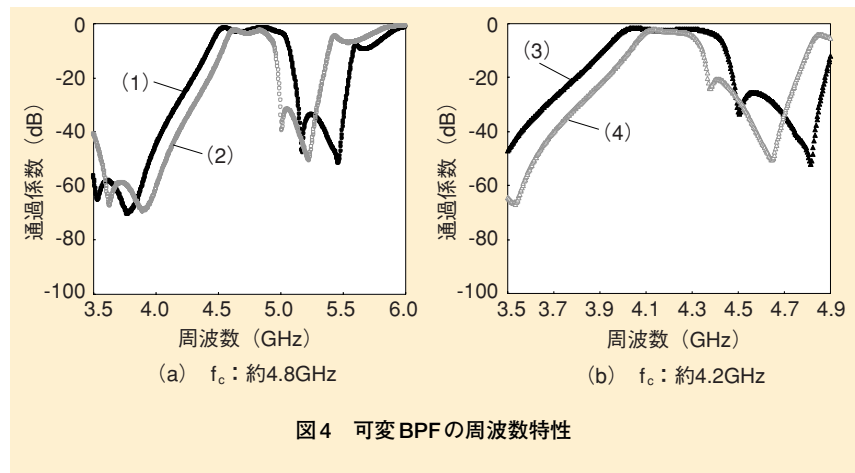 0
-20
-40
-60
-80
-100
通過係数（dB）
（1）
（2）
3.5 4.0 4.5 5.0 5.5 6.0
周波数（GHz）
（a） fc：約4.8GHz
0
-20
-40
-60
-80
-100
通過係数（dB）
（3）
（4）
3.5 3.7 3.9 4.1 4.3 4.5 4.7 4.9
周波数（GHz）
（b） fc：約4.2GHz
図4 可変BPFの周波数特性